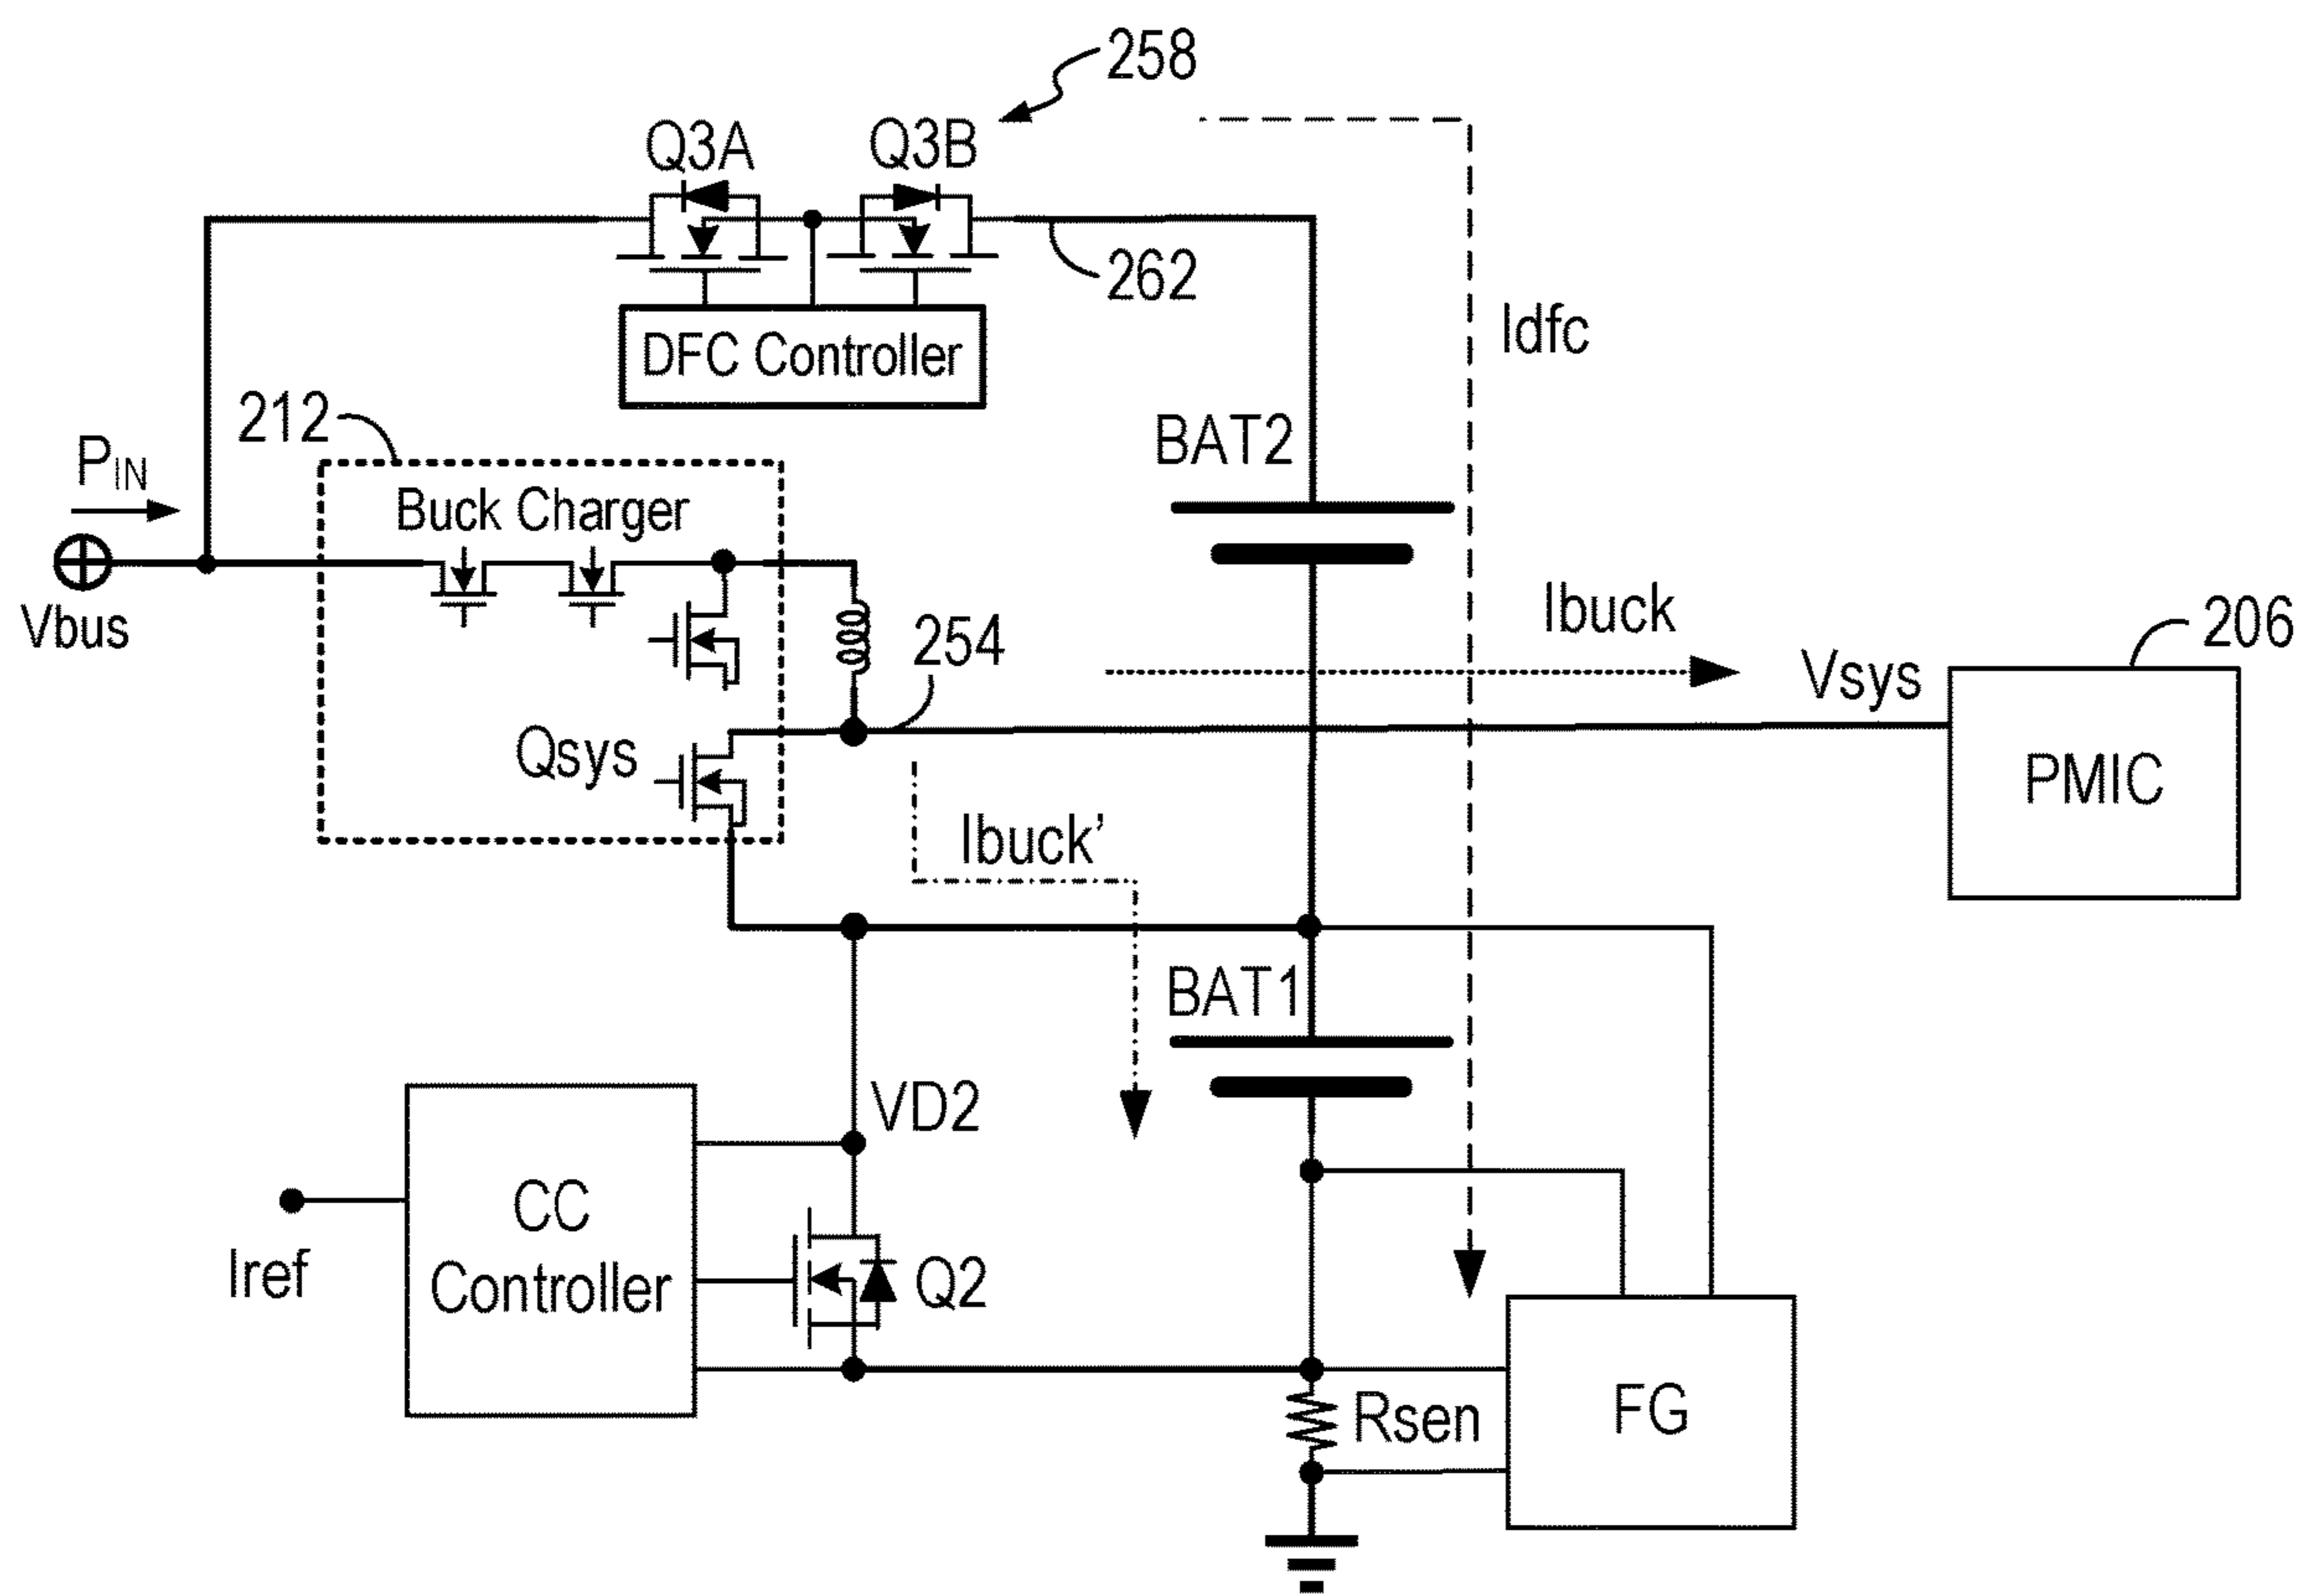 258
Q3A
Q3B
262
DFC Controller
Idfc
212
PIN
Buck Charger
BAT2
Vbus
254
Ibuck
206
Vsys
Qsys
PMIC
Ibuck’
BAT1
VD2
CC
Controller
Iref
Q2
Rsen
FG